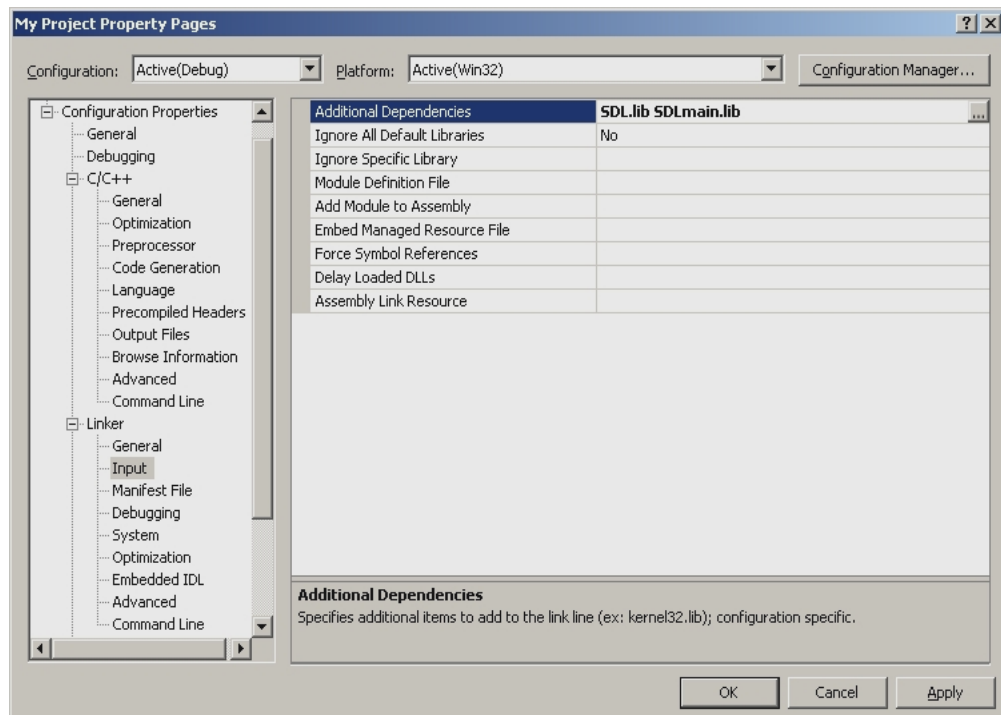 My Project Property Pages
Configuration: Active(Debug) Platform: Active(Win32) Configuration Manager...
Configuration Properties
General
Debugging
C/C++
General
Optimization
Preprocessor
Code Generation
Language
Precompiled Headers
Output Files
Browse Information
Advanced
Command Line
Linker
General
Input
Manifest File
Debugging
System
Optimization
Embedded IDL
Advanced
Command Line
Additional Dependencies SDL.lib SDLmain.lib ...
Ignore All Default Libraries No
Ignore Specific Library
Module Definition File
Add Module to Assembly
Embed Managed Resource File
Force Symbol References
Delay Loaded DLLs
Assembly Link Resource
Additional Dependencies
Specifies additional items to add to the link line (ex: kernel32.lib); configuration specific.
OK Cancel Apply